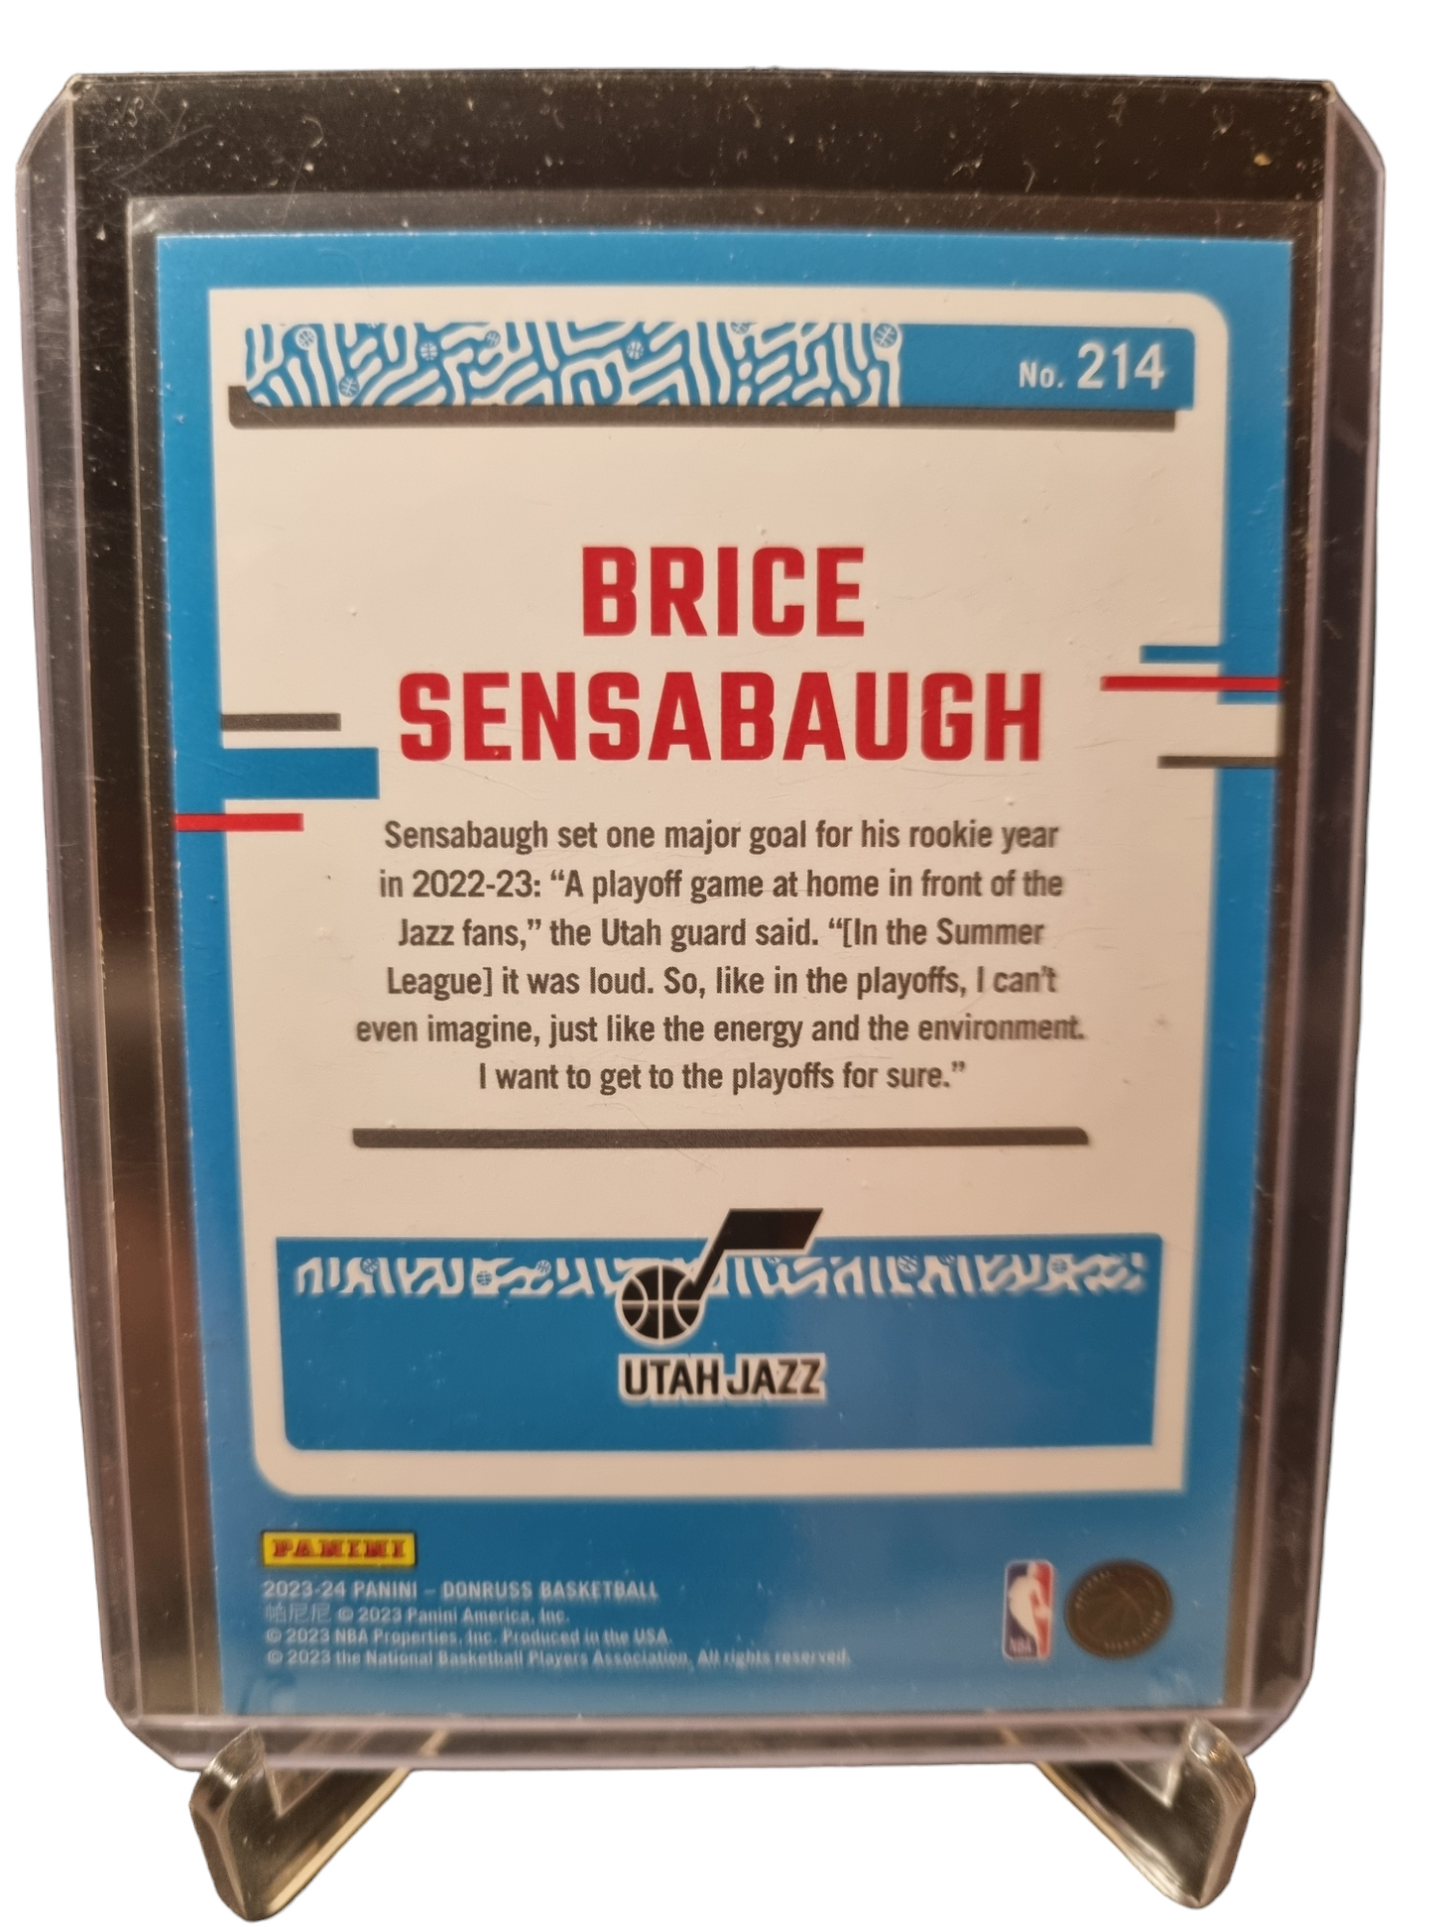 No. 214
BRICE
SENSABAUGH
Sensabaugh set one major goal for his rookie year
in 2022-23: “A playoff game at home in front of the
Jazz fans,” the Utah guard said. “[In the Summer
League] it was loud. So, like in the playoffs, I can’t
even imagine, just like the energy and the environment.
I want to get to the playoffs for sure.”
UTAH JAZZ
PANINI
2023-24 PANINI – DONRUSS BASKETBALL
帕尼尼 © 2023 Panini America, Inc.
© 2023 NBA Properties, Inc. Produced in the USA.
© 2023 the National Basketball Players Association. All rights reserved.
NBA